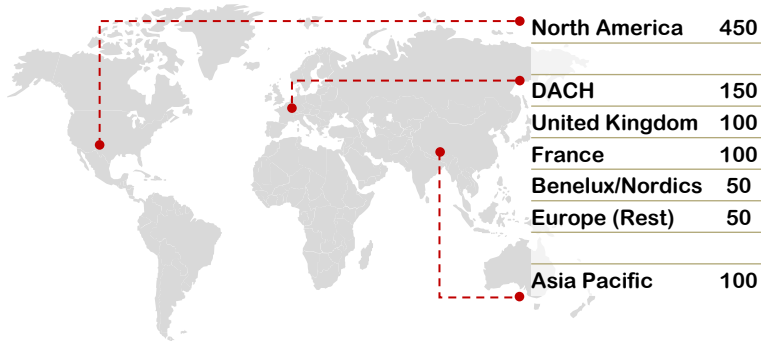 North America 450
DACH 150
United Kingdom 100
France 100
Benelux/Nordics 50
Europe (Rest) 50
Asia Pacific 100